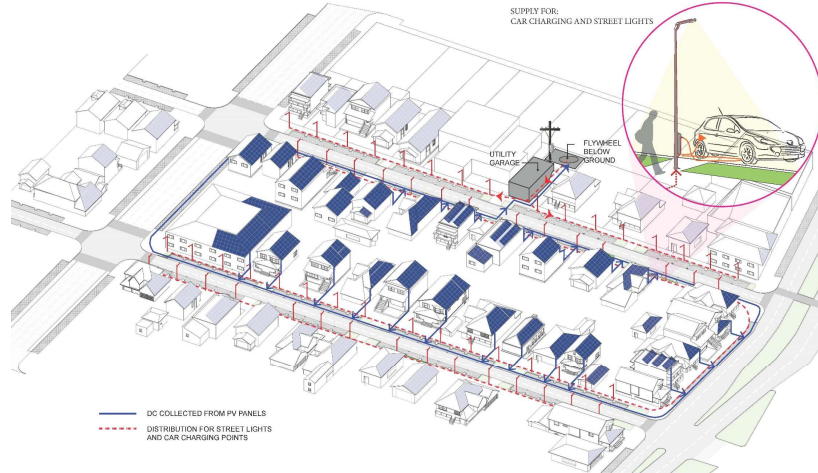 SUPPLY FOR:
CAR CHARGING AND STREET LIGHTS
UTILITY
GARAGE
FLYWHEEL
BELOW
GROUND
DC COLLECTED FROM PV PANELS
DISTRIBUTION FOR STREET LIGHTS
AND CAR CHARGING POINTS